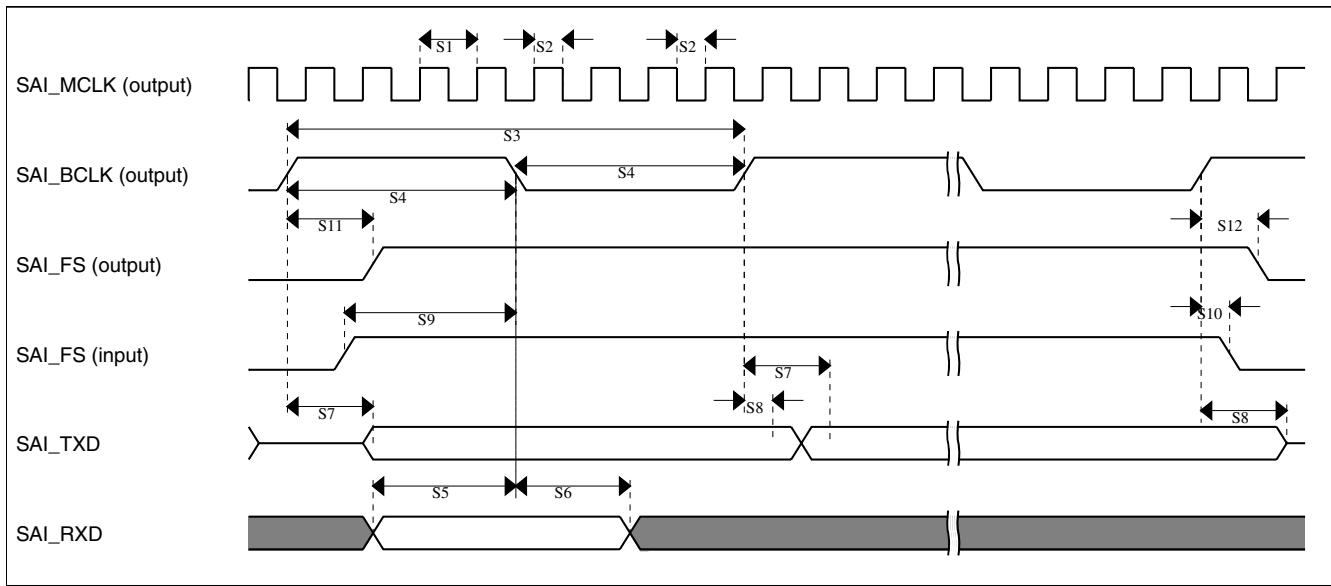 S1 S2 S2
SAI_MCLK (output)
S3
SAI_BCLK (output)
S4
S4
S11 S12
SAI_FS (output)
S9 S10
SAI_FS (input)
S7
S7 S8 S8
SAI_TXD
S5 S6
SAI_RXD